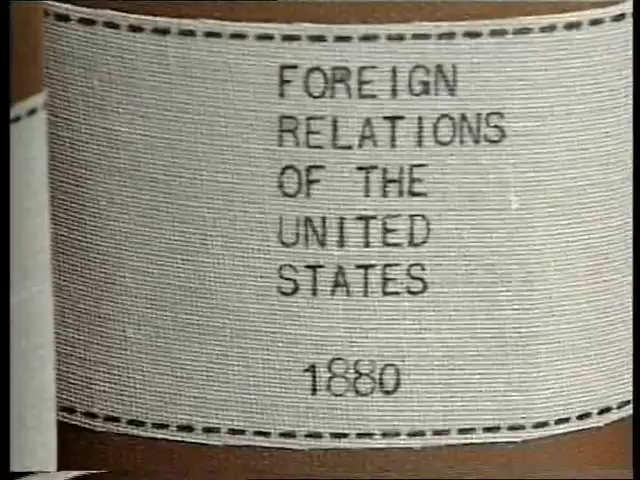 FOREIGN
RELATIONS
OF THE
UNITED
STATES
1880